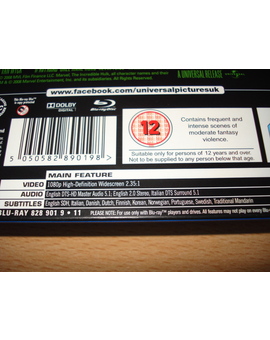 A UNIVERSAL RELEASE
www.facebook.com/universalpicturesuk
DOLBY
DIGITAL
Blu-ray Disc
12
Contains frequent and
intense scenes of
moderate fantasy
violence.
Suitable only for persons of 12 years and over.
Not to be supplied to any person below that age.
5 050582 890198 >
MAIN FEATURE
VIDEO 1080p High-Definition Widescreen 2.35:1
AUDIO English DTS-HD Master Audio 5.1; English 2.0 Stereo, Italian DTS Surround 5.1
SUBTITLES English SDH, Italian, Danish, Dutch, Finnish, Korean, Norwegian, Portuguese, Swedish, Traditional Mandarin
BLU-RAY 828 901 9 • 11 PLEASE NOTE: For use only with Blu-ray™ players and drives. All features may not play on every